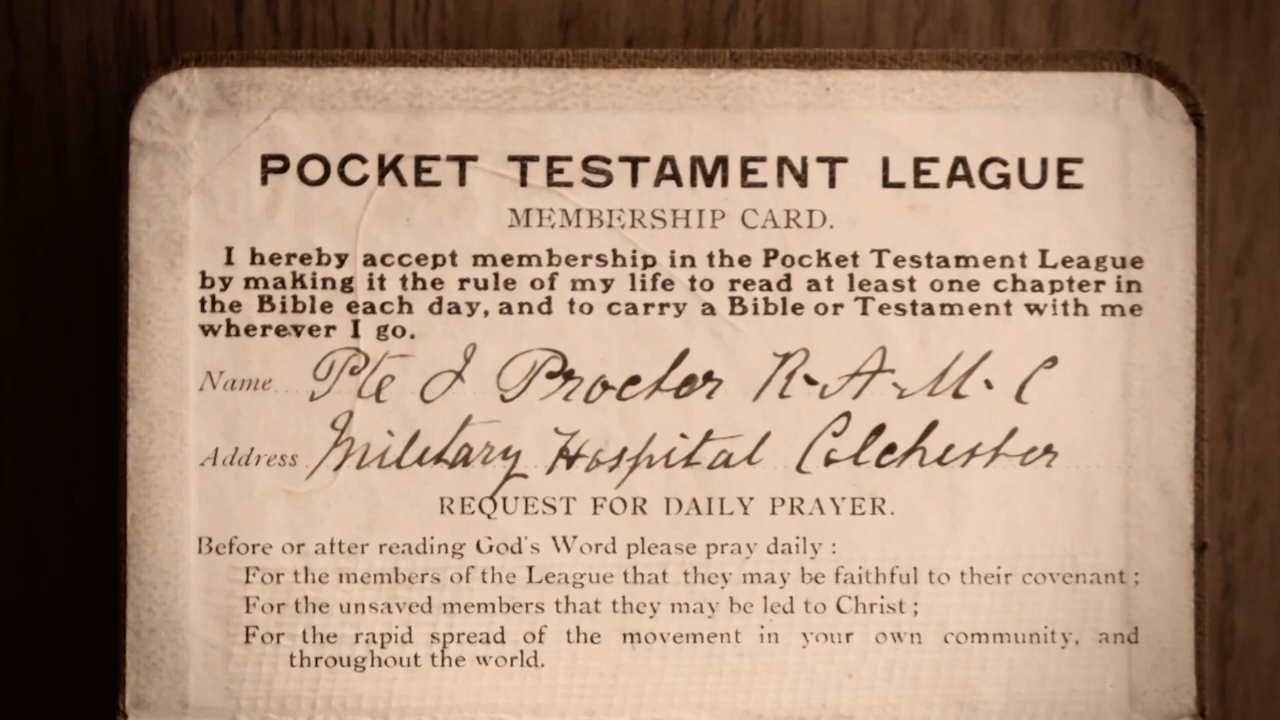 POCKET TESTAMENT LEAGUE
MEMBERSHIP CARD.
I hereby accept membership in the Pocket Testament League
by making it the rule of my life to read at least one chapter in
the Bible each day, and to carry a Bible or Testament with me
wherever I go.
Name... Pte J Procter R.A.M.C
Address Military Hospital Colchester
REQUEST FOR DAILY PRAYER.
Before or after reading God's Word please pray daily :
For the members of the League that they may be faithful to their covenant ;
For the unsaved members that they may be led to Christ ;
For the rapid spread of the movement in your own community, and
throughout the world.